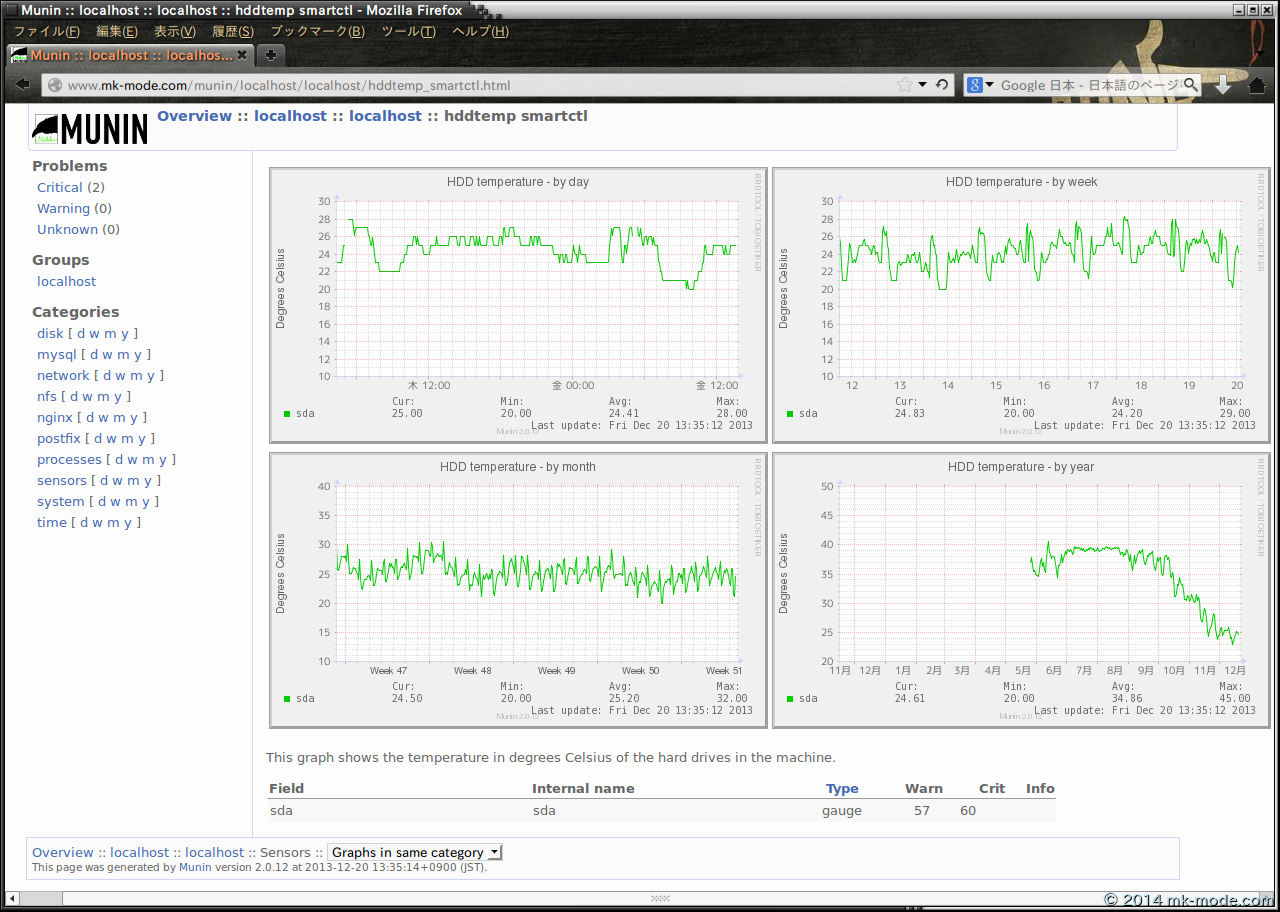 Munin :: localhost :: localhost :: hddtemp smartctl - Mozilla Firefox
ファイル(F) 編集(E) 表示(V) 履歴(S) ブックマーク(B) ツール(T) ヘルプ(H)
Munin :: localhost :: localhos...
www.mk-mode.com/munin/localhost/localhost/hddtemp_smartctl.html
Google 日本 - 日本語のページ
MUNIN
Overview :: localhost :: localhost :: hddtemp smartctl
Problems
Critical (2)
Warning (0)
Unknown (0)
Groups
localhost
Categories
disk [ d w m y ]
mysql [ d w m y ]
network [ d w m y ]
nfs [ d w m y ]
nginx [ d w m y ]
postfix [ d w m y ]
processes [ d w m y ]
sensors [ d w m y ]
system [ d w m y ]
time [ d w m y ]
HDD temperature - by day
RRDTOOL / TOBI OETIKER
Degrees Celsius
30
28
26
24
22
20
18
16
14
12
10
木 12:00 金 00:00 金 12:00
Cur: Min: Avg: Max:
sda 25.00 20.00 24.41 28.00
Last update: Fri Dec 20 13:35:12 2013
Munin 2.0.12
HDD temperature - by week
RRDTOOL / TOBI OETIKER
Degrees Celsius
30
28
26
24
22
20
18
16
14
12
10
12 13 14 15 16 17 18 19 20
Cur: Min: Avg: Max:
sda 24.83 20.00 24.20 29.00
Last update: Fri Dec 20 13:35:12 2013
Munin 2.0.12
HDD temperature - by month
RRDTOOL / TOBI OETIKER
Degrees Celsius
40
35
30
25
20
15
10
Week 47 Week 48 Week 49 Week 50 Week 51
Cur: Min: Avg: Max:
sda 24.50 20.00 25.20 32.00
Last update: Fri Dec 20 13:35:12 2013
Munin 2.0.12
HDD temperature - by year
RRDTOOL / TOBI OETIKER
Degrees Celsius
50
45
40
35
30
25
20
11月 12月 1月 2月 3月 4月 5月 6月 7月 8月 9月 10月 11月 12月
Cur: Min: Avg: Max:
sda 24.61 20.00 34.86 45.00
Last update: Fri Dec 20 13:35:12 2013
Munin 2.0.12
This graph shows the temperature in degrees Celsius of the hard drives in the machine.
Field Internal name Type Warn Crit Info
sda sda gauge 57 60
Overview :: localhost :: localhost :: Sensors :: Graphs in same category
This page was generated by Munin version 2.0.12 at 2013-12-20 13:35:14+0900 (JST).
© 2014 mk-mode.com